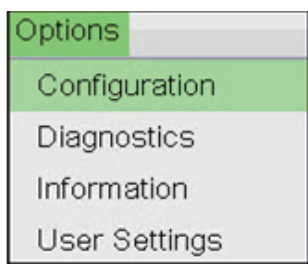 Options
Configuration
Diagnostics
Information
User Settings